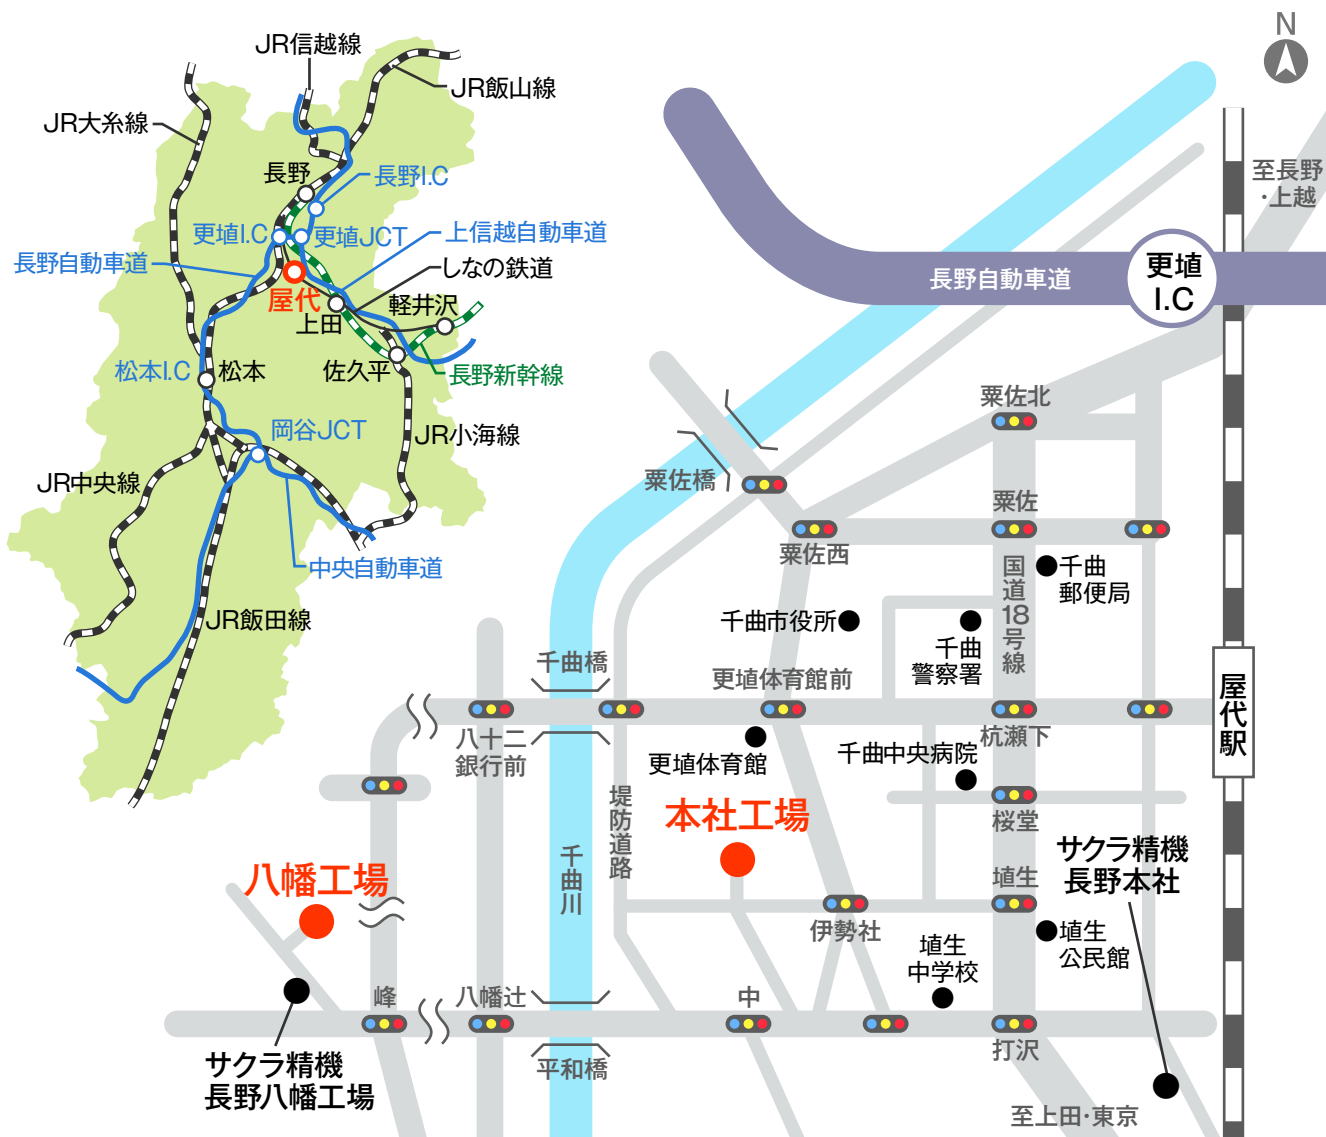 JR信越線
JR飯山線
JR大糸線
長野
長野I.C
更埴I.C
更埴JCT
上信越自動車道
長野自動車道
しなの鉄道
屋代
上田
軽井沢
松本I.C
松本
佐久平
長野新幹線
岡谷JCT
JR小海線
JR中央線
中央自動車道
JR飯田線
N
至長野
・上越
長野自動車道
更埴
I.C
粟佐北
粟佐橋
粟佐
粟佐西
国道18号線
千曲
郵便局
千曲市役所
千曲
警察署
千曲橋
更埴体育館前
屋代駅
八十二
銀行前
更埴体育館
千曲中央病院
杭瀬下
堤防道路
本社工場
桜堂
サクラ精機
長野本社
千曲川
八幡工場
埴生
伊勢社
埴生
中学校
埴生
公民館
峰
八幡辻
中
打沢
サクラ精機
長野八幡工場
平和橋
至上田・東京